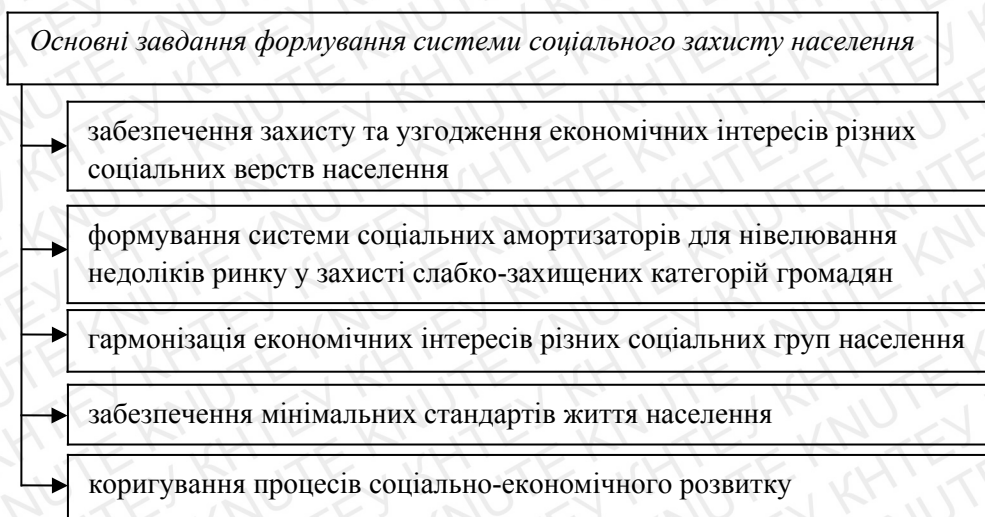 Основні завдання формування системи соціального захисту населення
забезпечення захисту та узгодження економічних інтересів різних
соціальних верств населення
формування системи соціальних амортизаторів для нівелювання
недоліків ринку у захисті слабко-захищених категорій громадян
гармонізація економічних інтересів різних соціальних груп населення
забезпечення мінімальних стандартів життя населення
коригування процесів соціально-економічного розвитку